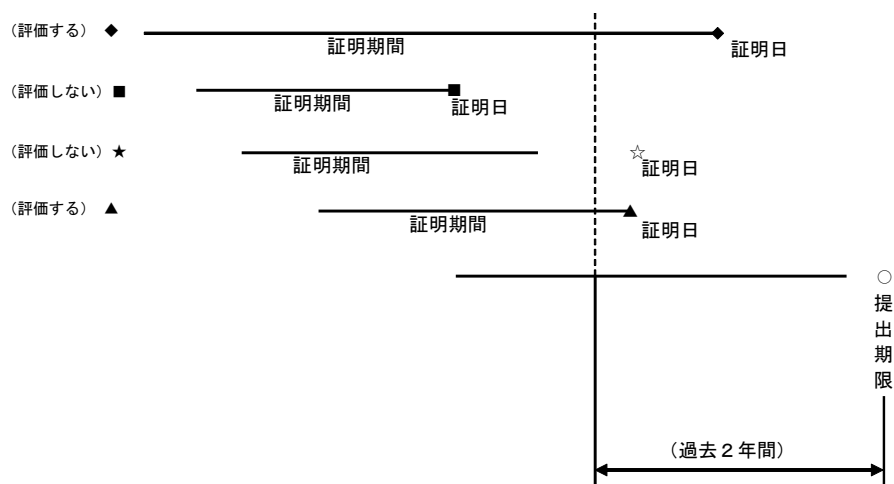 （評価する） ◆
証明期間
証明日
（評価しない）■
証明期間
証明日
（評価しない）★
証明期間
☆
証明日
（評価する） ▲
証明期間
証明日
○
提出期限
（過去２年間）